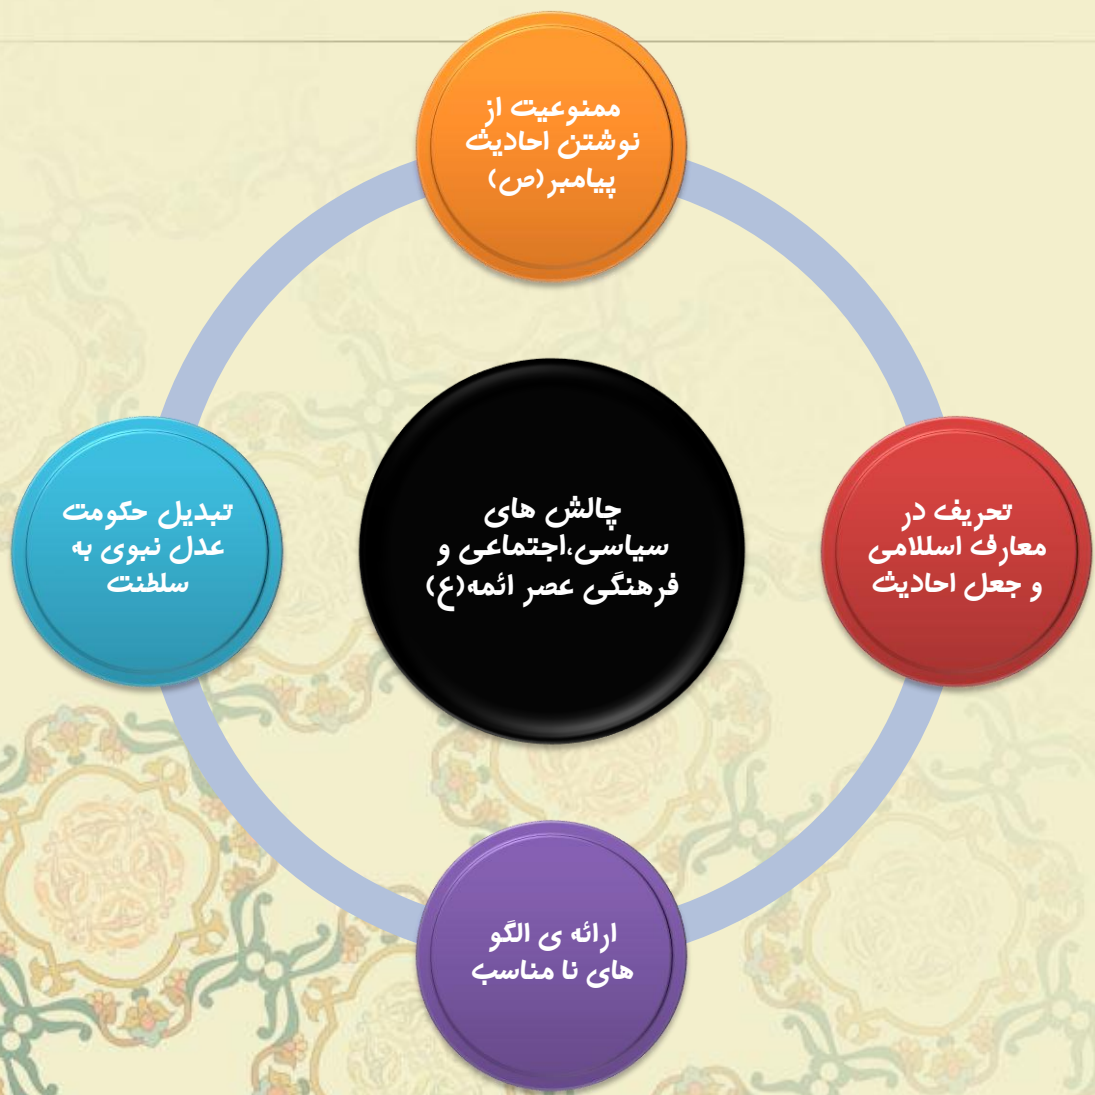 ممنوعیت از
نوشتن احادیث
پیامبر(ص)
تحریف در
معارف اسللامی
و جعل احادیث
چالش های
سیاسی،اجتماعی و
فرهنگی عصر ائمه(ع)
تبدیل حکومت
عدل نبوی به
سلطنت
ارائه ی الگو
های نا مناسب